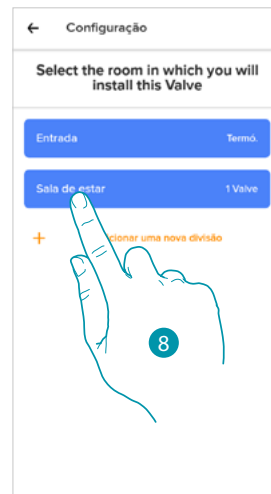 ← Configuração
Select the room in which you will
install this Valve
Entrada Termó.
Sala de estar 1 Valve
+ cionar uma nova divisão
8